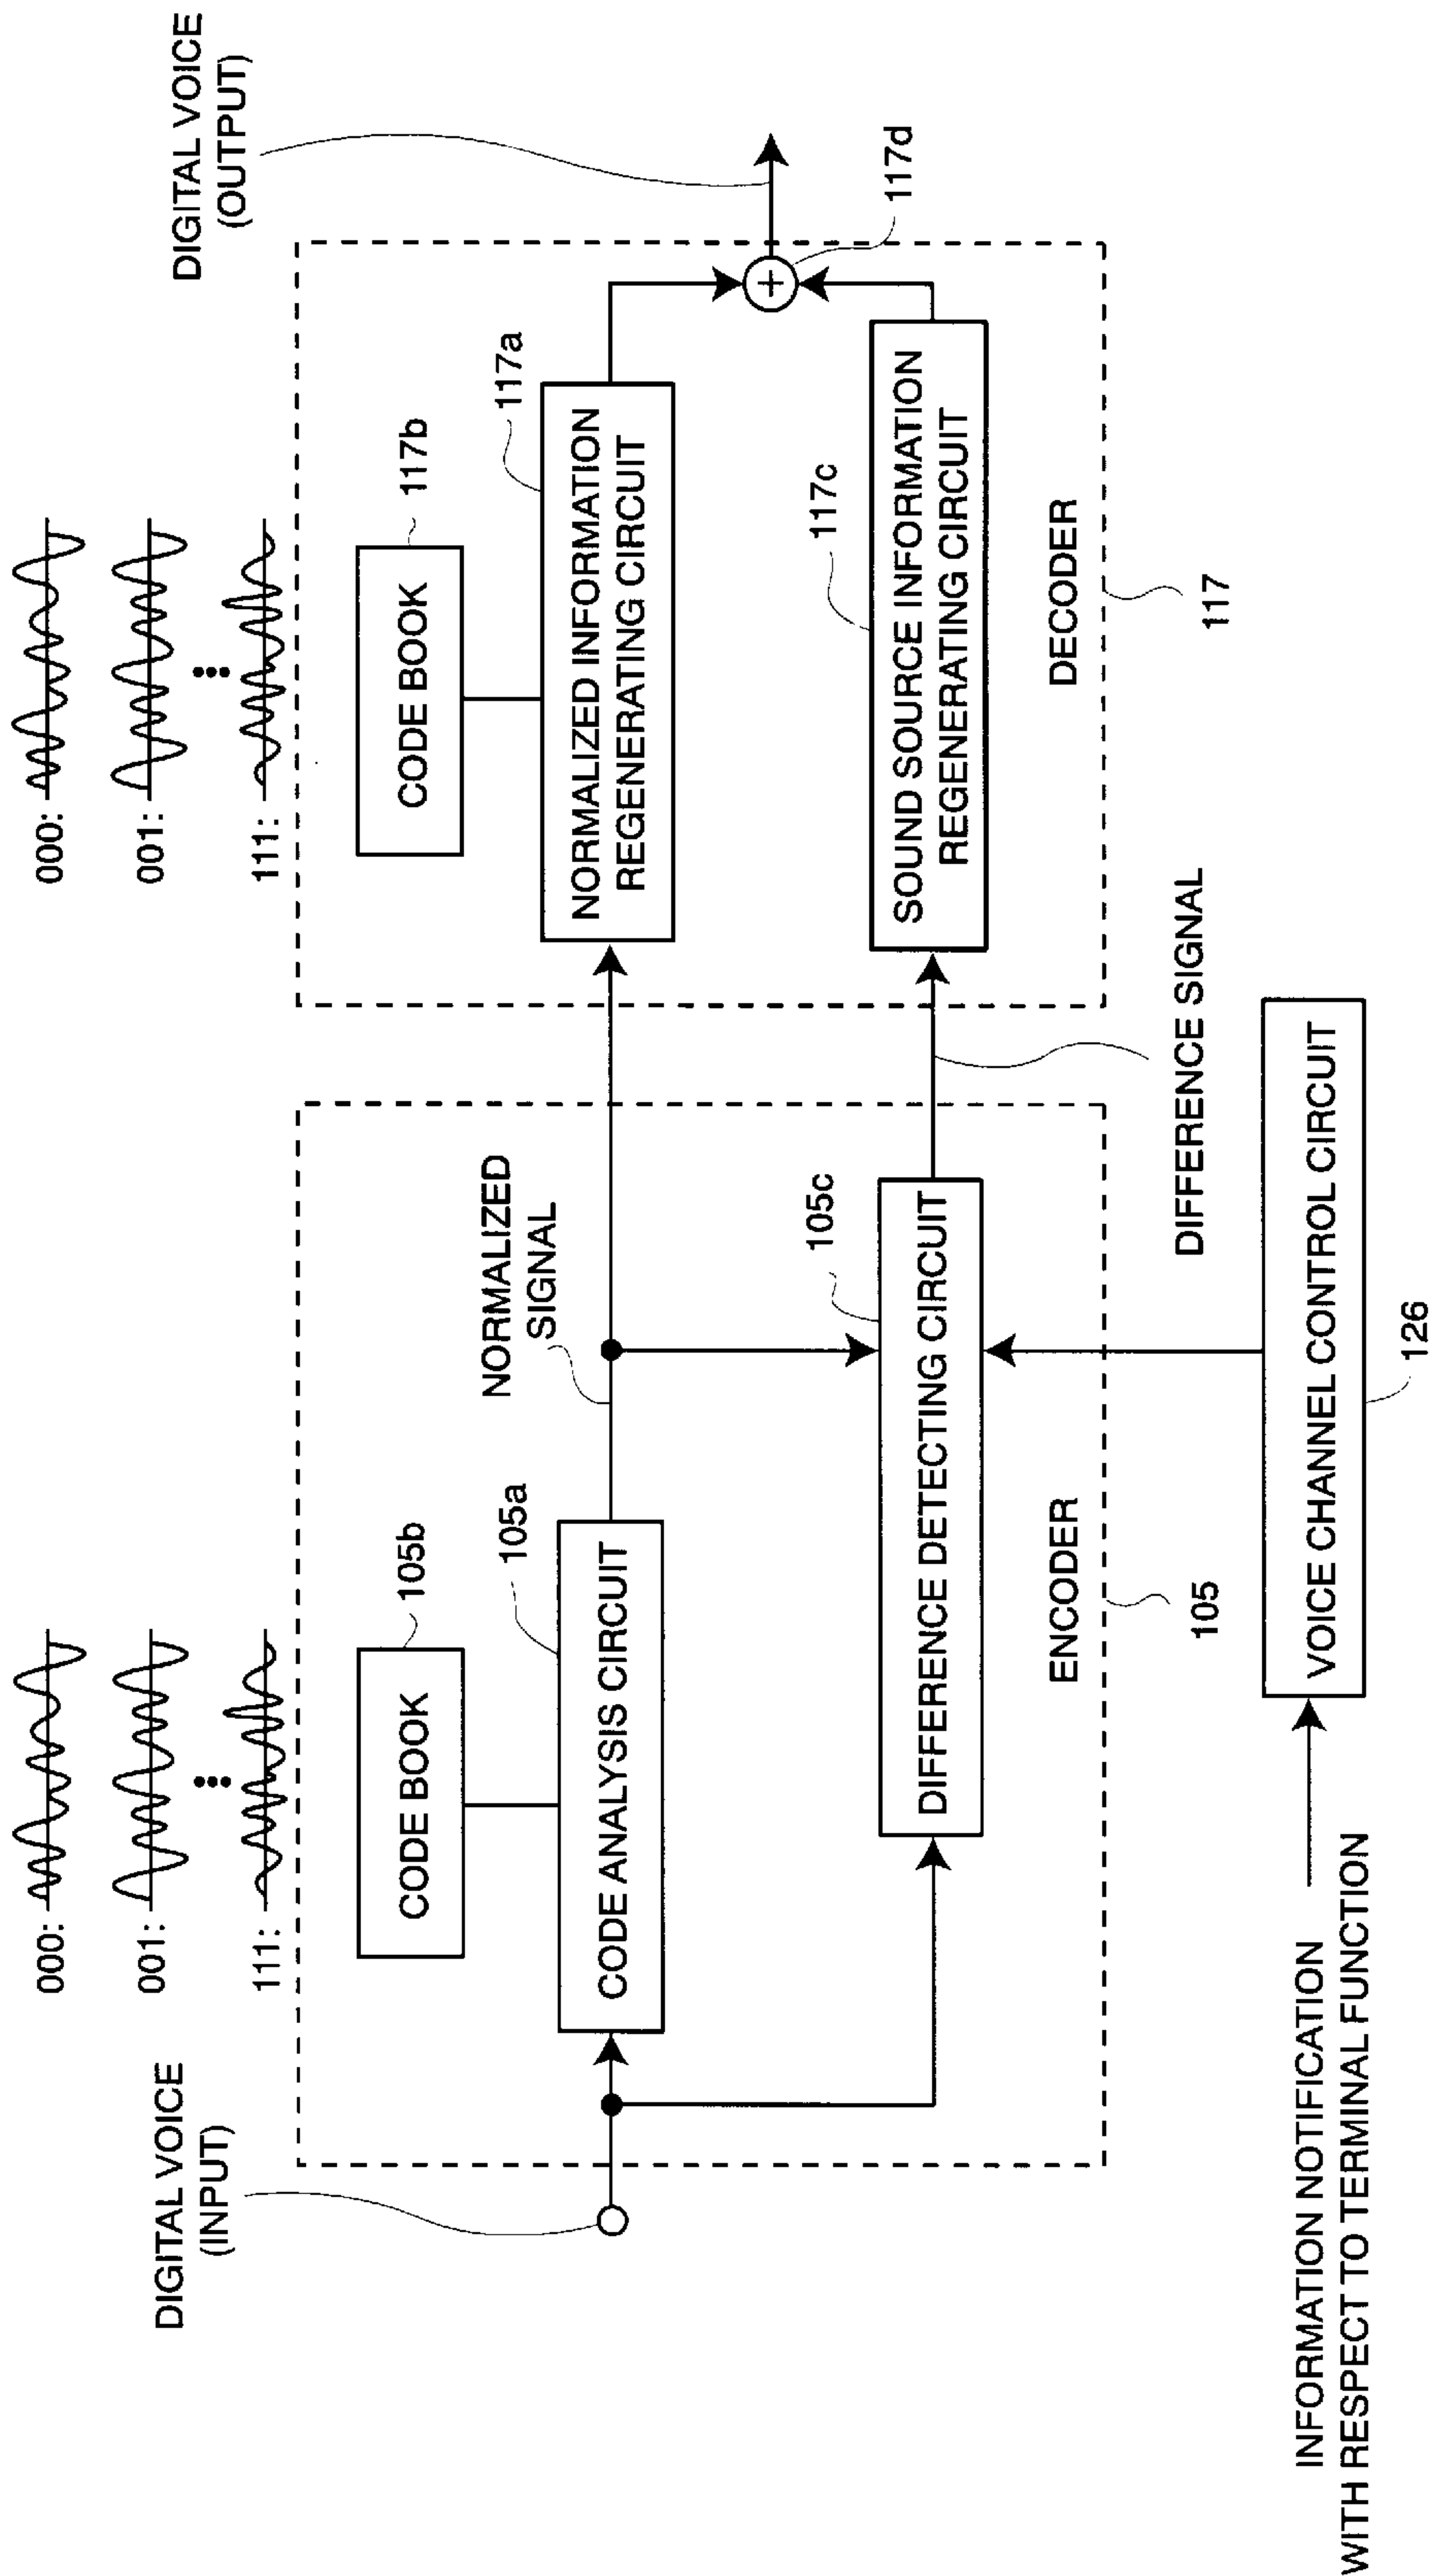 000:
001:
111:
000:
001:
111:
DIGITAL VOICE
(INPUT)
DIGITAL VOICE
(OUTPUT)
CODE BOOK
105b
CODE BOOK
117b
105a
CODE ANALYSIS CIRCUIT
NORMALIZED
SIGNAL
117a
NORMALIZED INFORMATION
REGENERATING CIRCUIT
+
117d
105c
DIFFERENCE DETECTING CIRCUIT
117c
SOUND SOURCE INFORMATION
REGENERATING CIRCUIT
ENCODER
DECODER
105
DIFFERENCE SIGNAL
117
VOICE CHANNEL CONTROL CIRCUIT
126
INFORMATION NOTIFICATION
WITH RESPECT TO TERMINAL FUNCTION